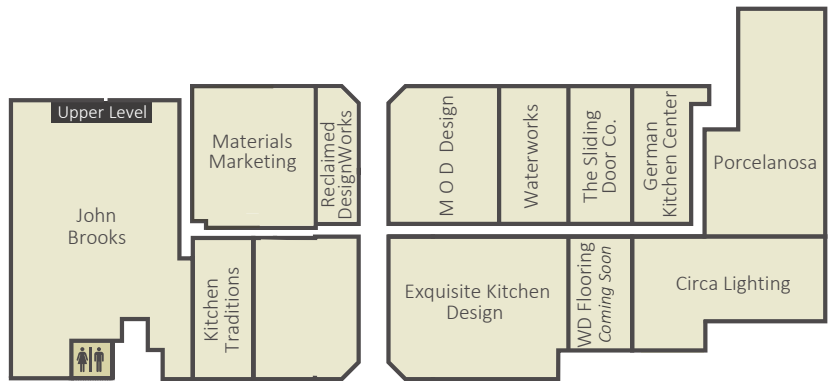 Upper Level
John
Brooks
Materials
Marketing
Reclaimed
DesignWorks
Kitchen
Traditions
MOD Design
Waterworks
The Sliding
Door Co.
German
Kitchen Center
Porcelanosa
Exquisite Kitchen
Design
WD Flooring
Coming Soon
Circa Lighting